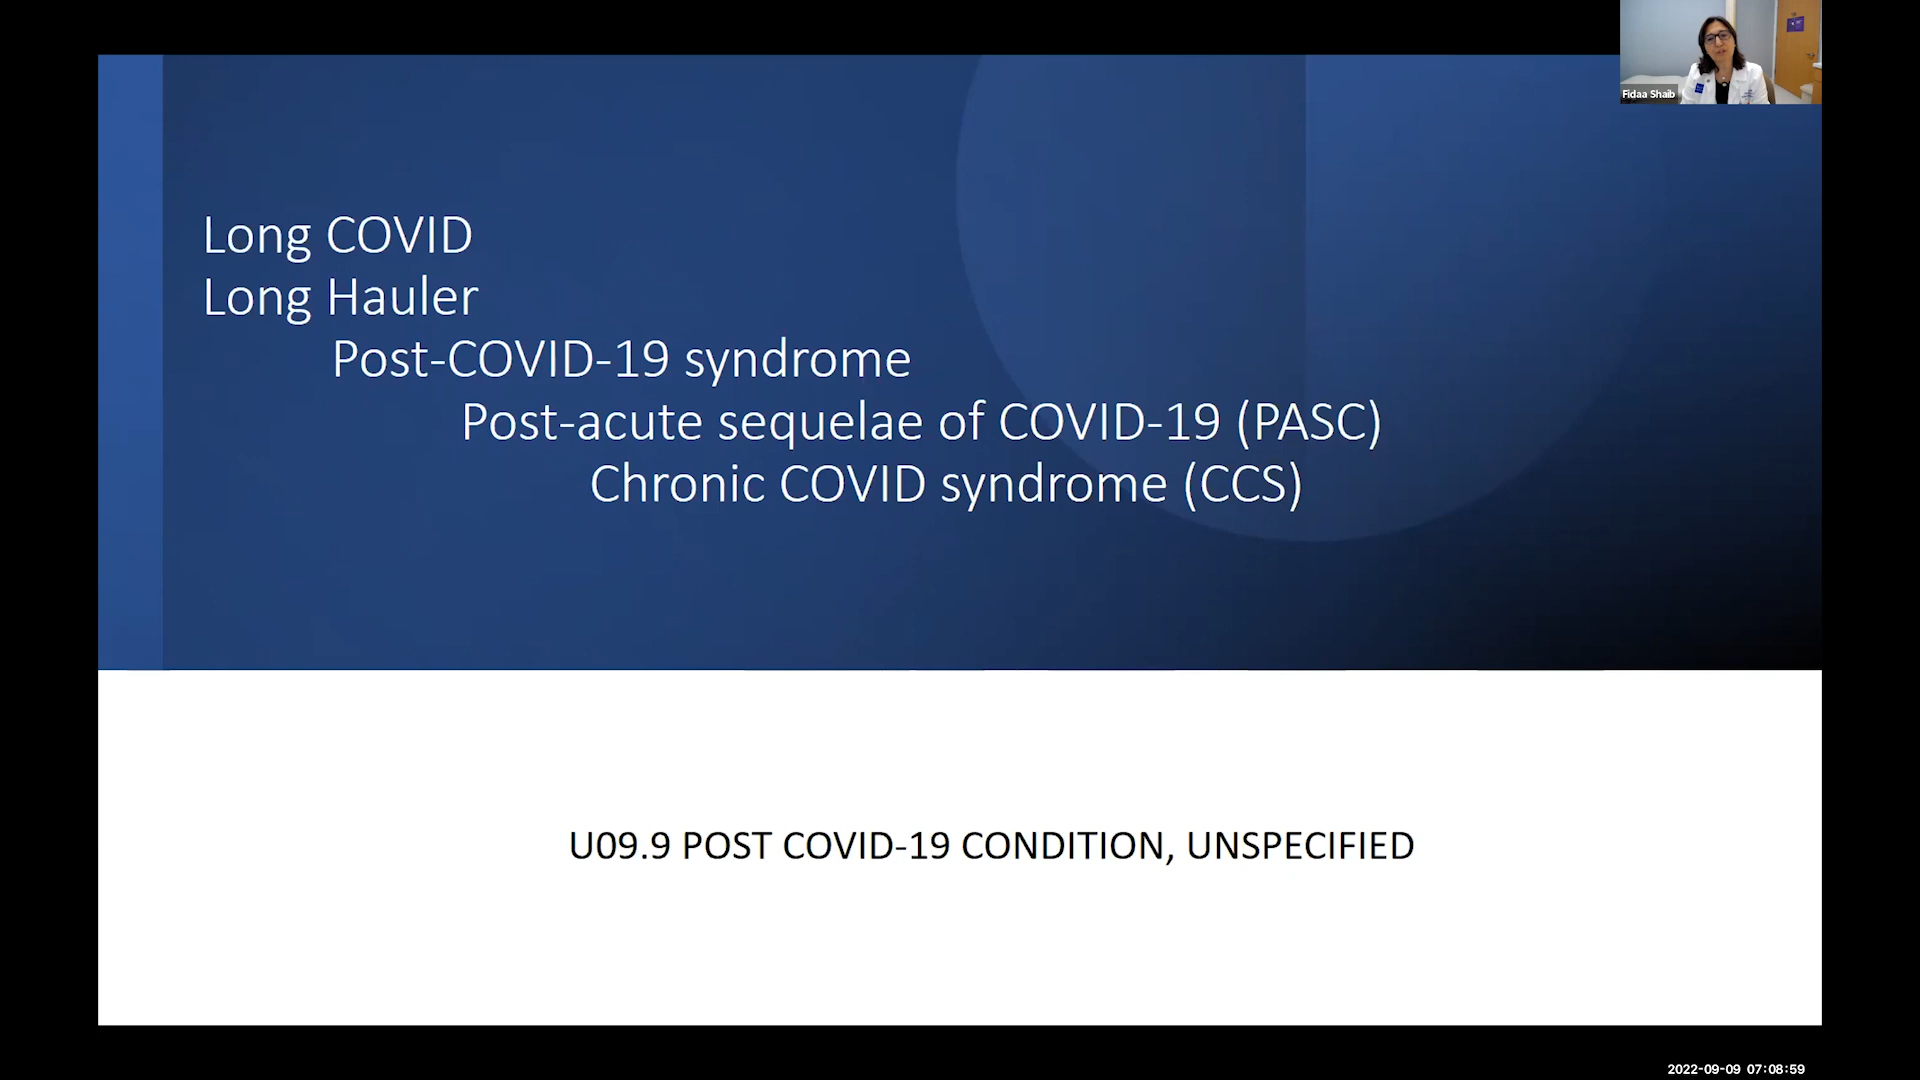 Fidaa Shaib
Long COVID
Long Hauler
Post-COVID-19 syndrome
Post-acute sequelae of COVID-19 (PASC)
Chronic COVID syndrome (CCS)
U09.9 POST COVID-19 CONDITION, UNSPECIFIED
2022-09-09 07:08:59